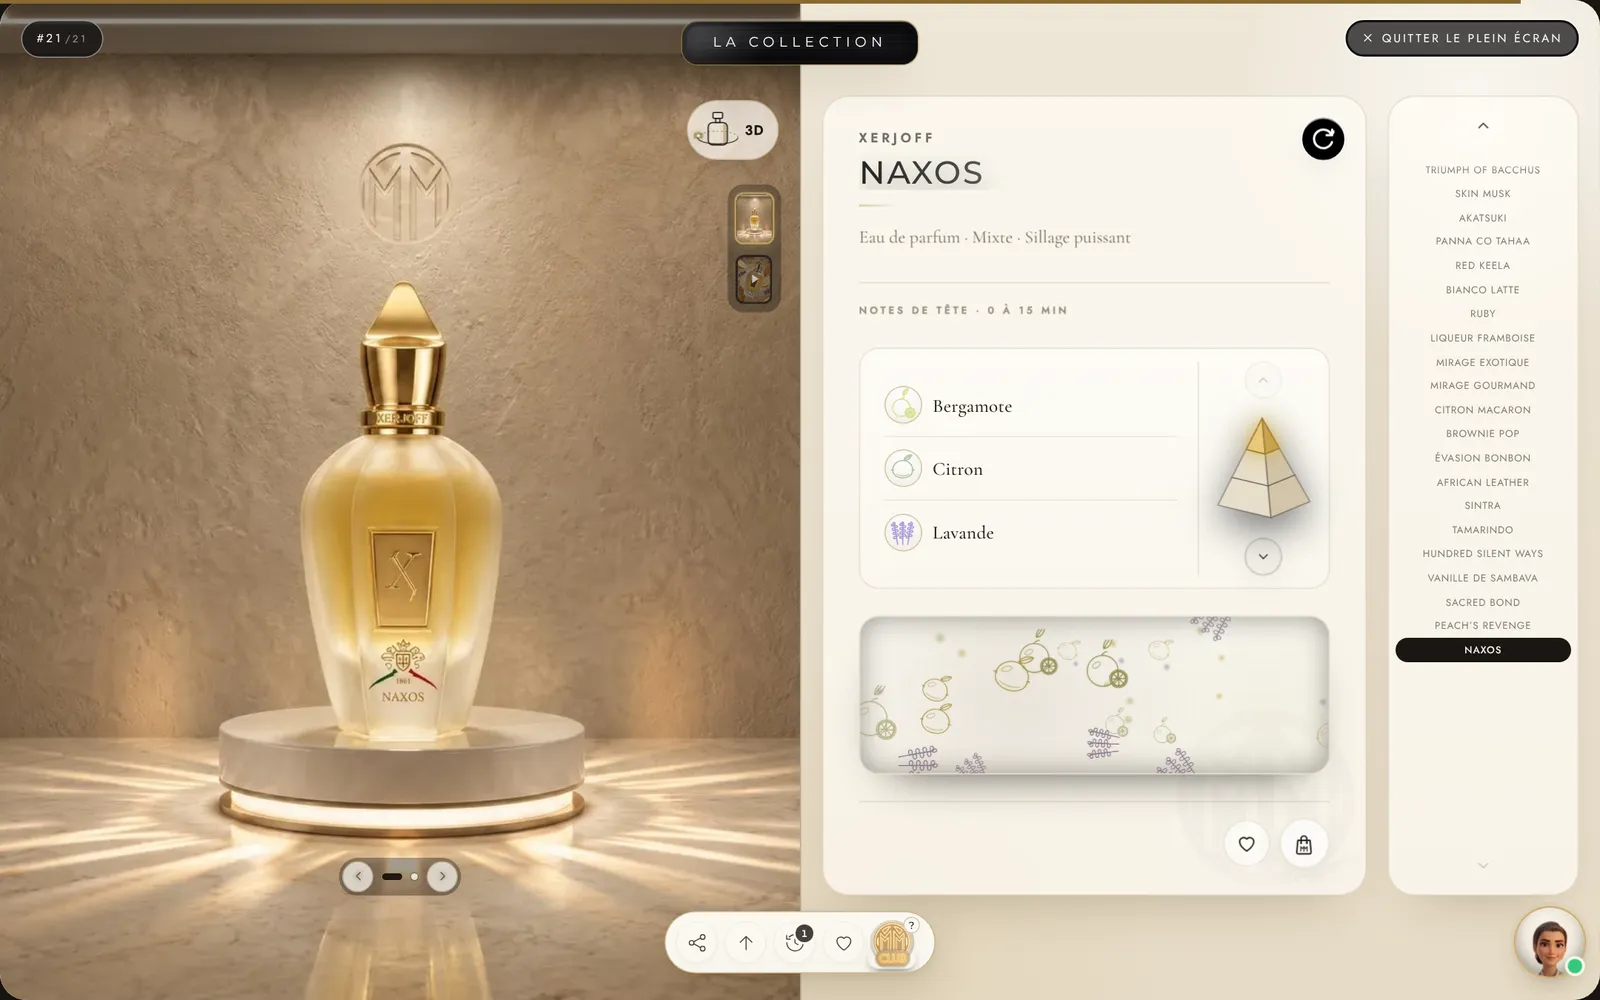 #21/21
LA COLLECTION
× QUITTER LE PLEIN ÉCRAN
3D
XERJOFF
X
1861
NAXOS
XERJOFF
NAXOS
Eau de parfum · Mixte · Sillage puissant
NOTES DE TÊTE · 0 À 15 MIN
Bergamote
Citron
Lavande
TRIUMPH OF BACCHUS
SKIN MUSK
AKATSUKI
PANNA CO TAHAA
RED KEELA
BIANCO LATTE
RUBY
LIQUEUR FRAMBOISE
MIRAGE EXOTIQUE
MIRAGE GOURMAND
CITRON MACARON
BROWNIE POP
ÉVASION BONBON
AFRICAN LEATHER
SINTRA
TAMARINDO
HUNDRED SILENT WAYS
VANILLE DE SAMBAVA
SACRED BOND
PEACH'S REVENGE
NAXOS
1
?
CLUB